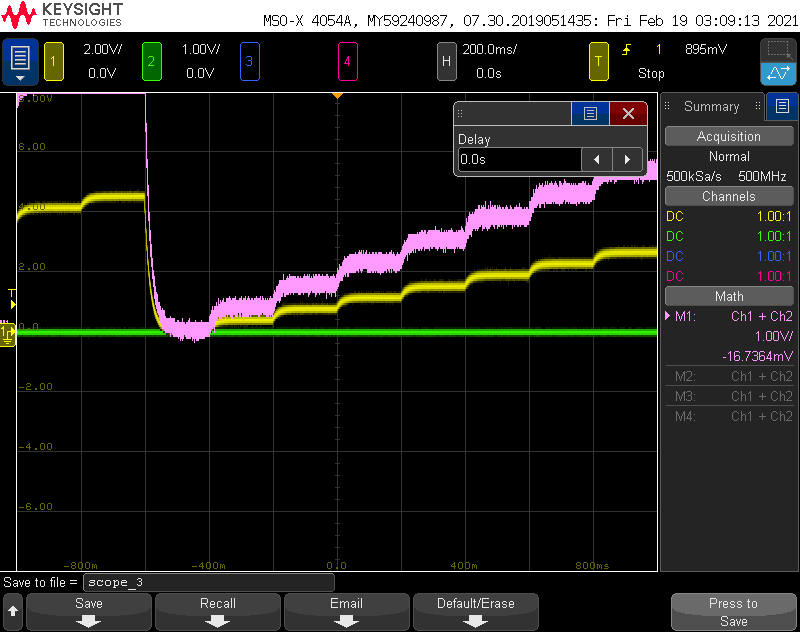 KEYSIGHT
TECHNOLOGIES
MSO-X 4054A, MY59240987, 07.30.2019051435: Fri Feb 19 03:09:13 2021
1 2.00V/ 0.0V
2 1.00V/ 0.0V
3
4
H 200.0ms/ 0.0s
T 1 895mV
Stop
8.00V
6.00
4.00
2.00
0.0
-2.00
-4.00
-6.00
T
1
-800m -400m 0.0 400m 800ms
Delay
0.0s
Summary
Acquisition
Normal
500kSa/s 500MHz
Channels
DC 1.00:1
DC 1.00:1
DC 1.00:1
DC 1.00:1
Math
M1: Ch1 + Ch2
1.00V/
-16.7364mV
M2: Ch1 + Ch2
M3: Ch1 + Ch2
M4: Ch1 + Ch2
Save to file = scope_3
Save
Recall
Email
Default/Erase
Press to
Save